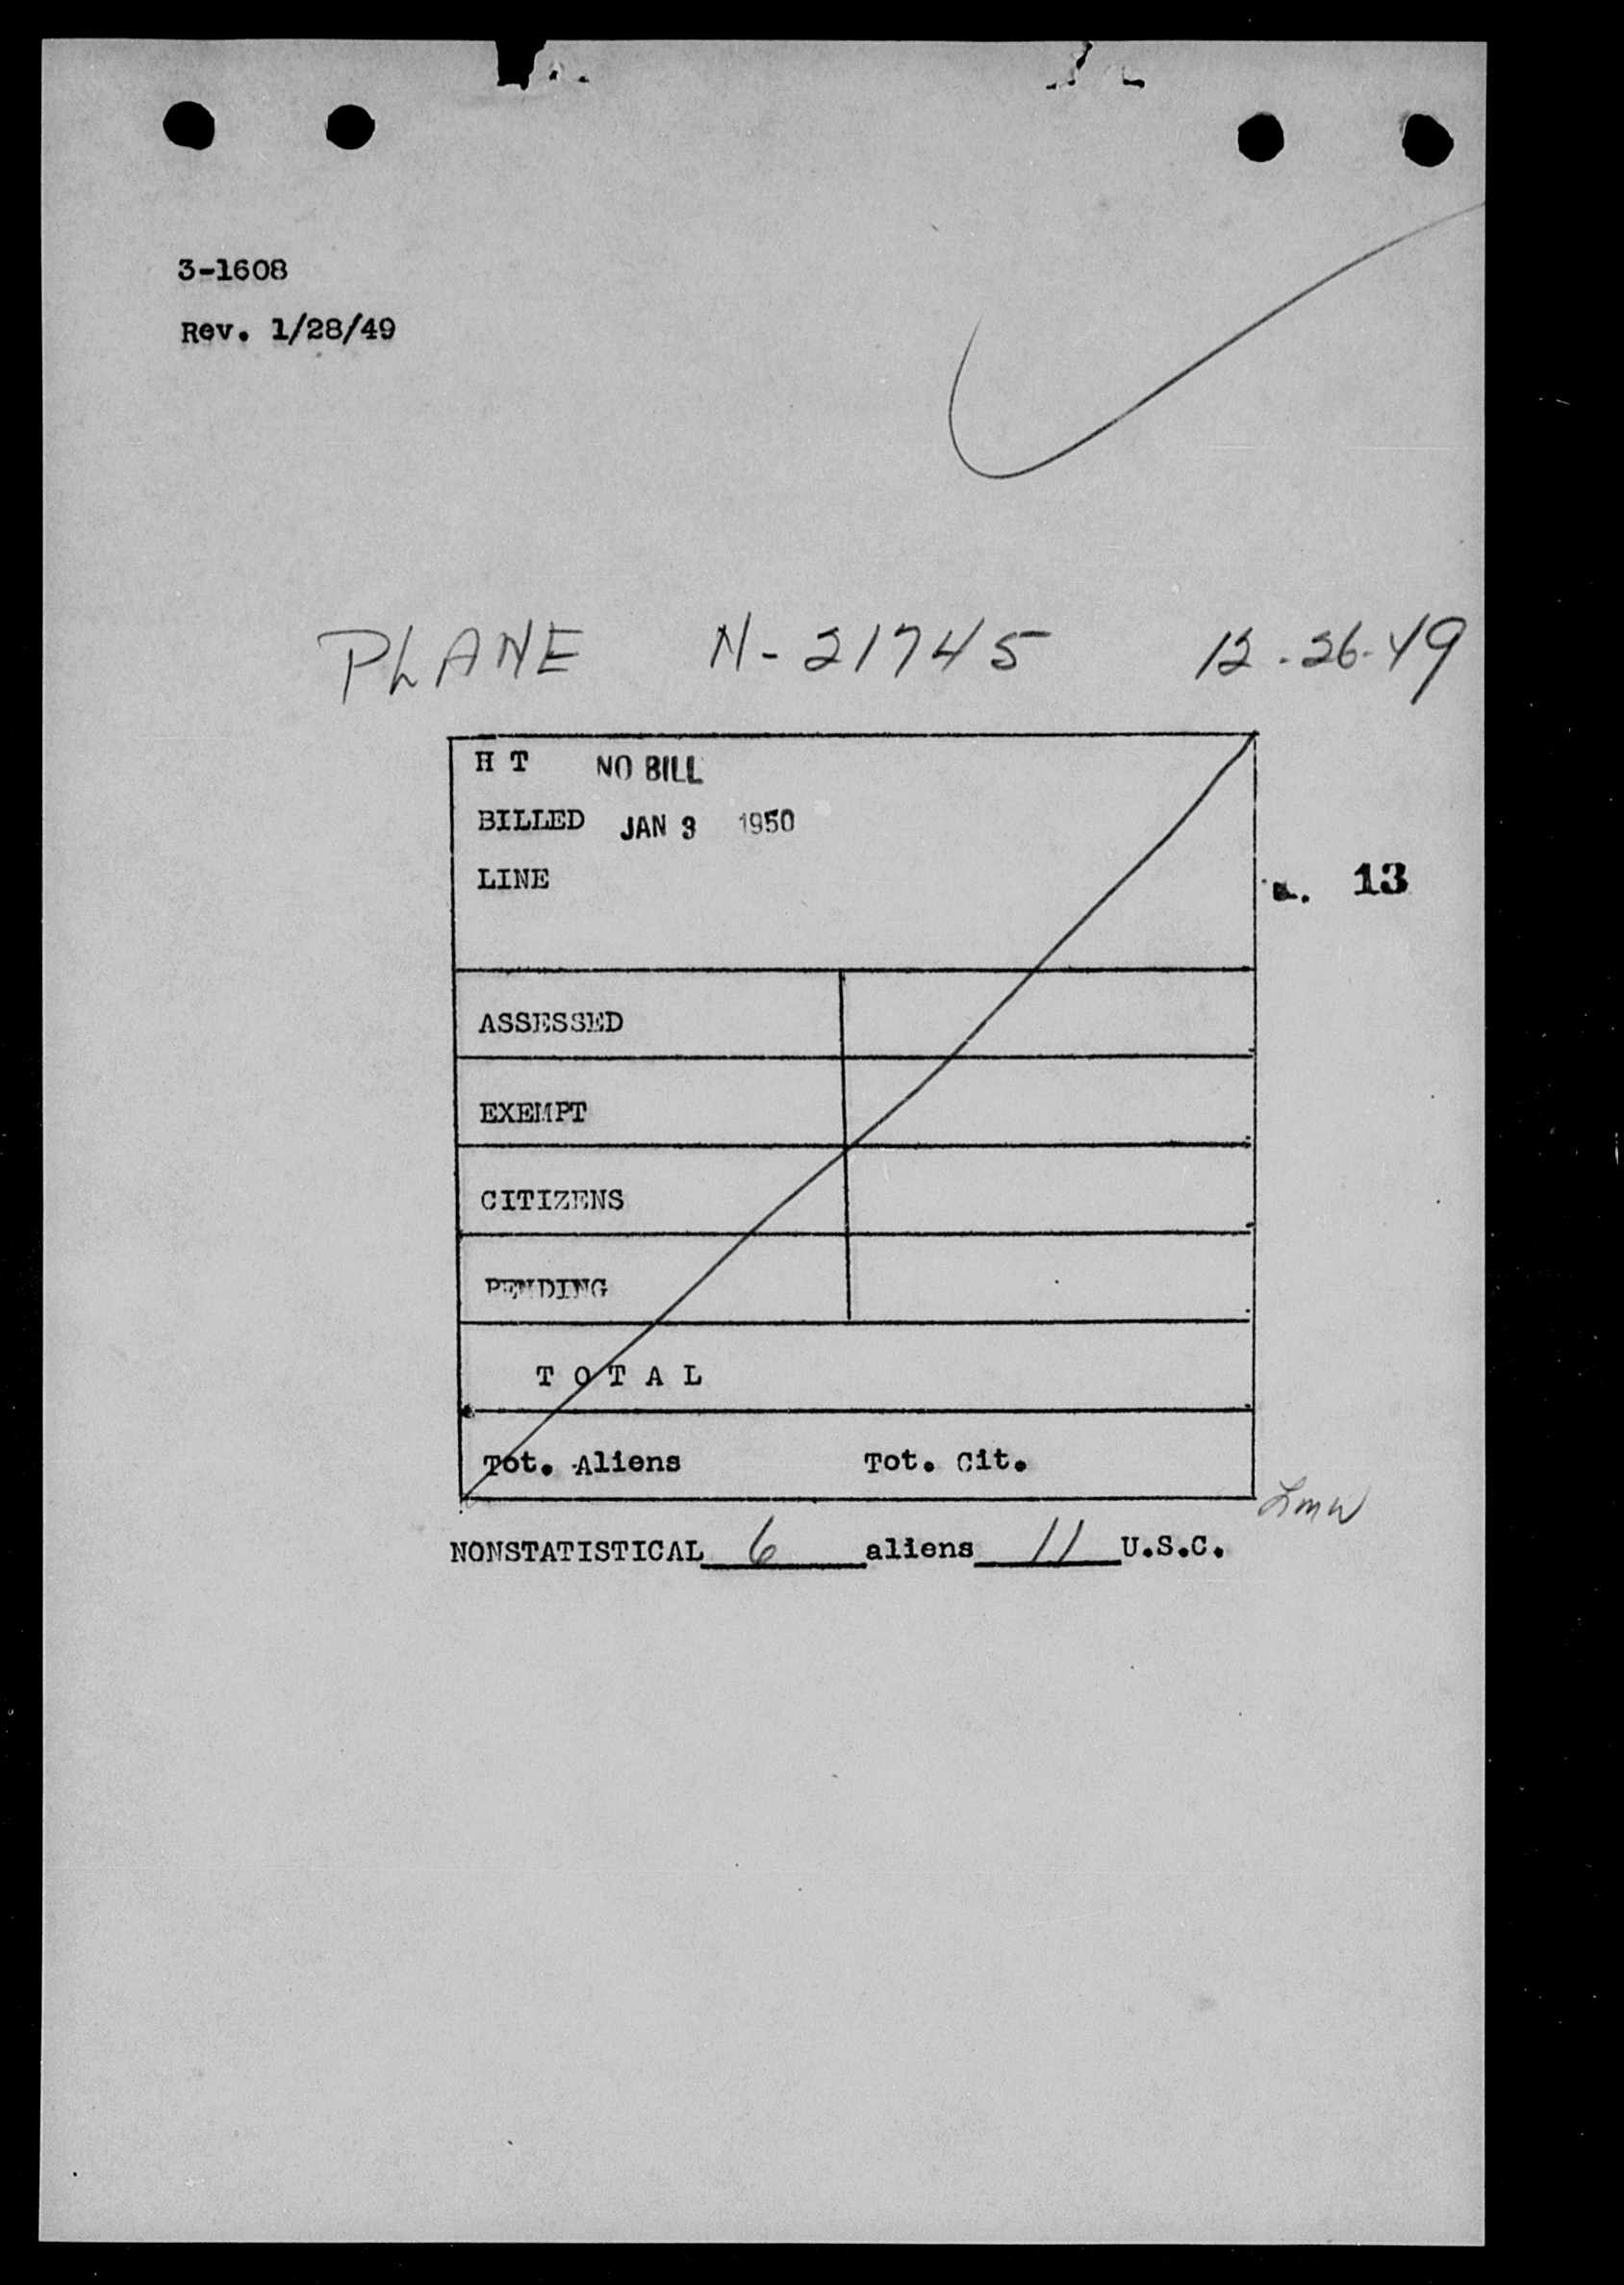 3-1608
Rev. 1/28/49
PLANE N-21745 12-26-49
H T NO BILL
BILLED JAN 3 1950
LINE
13
ASSESSED
EXEMPT
CITIZENS
PENDING
T O T A L
Tot. Aliens Tot. Cit.
NONSTATISTICAL 6 aliens 11 U.S.C.